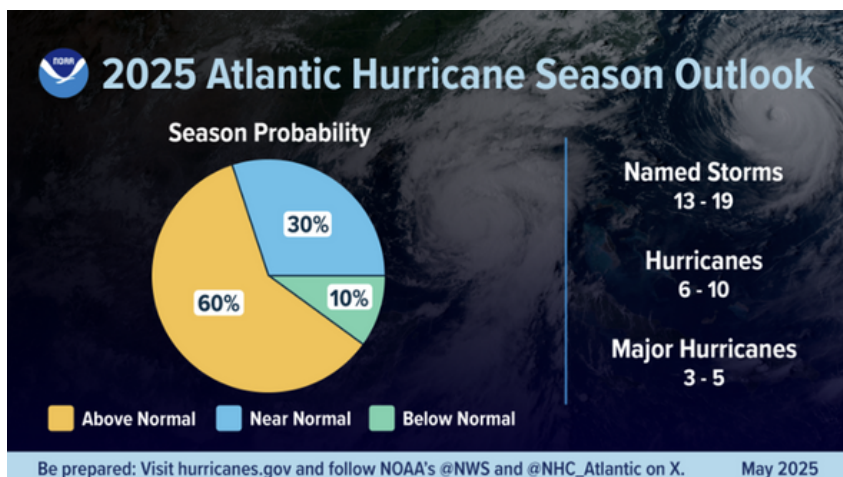 NOAA
2025 Atlantic Hurricane Season Outlook
Season Probability
30%
60%
10%
Above Normal
Near Normal
Below Normal
Named Storms
13 - 19
Hurricanes
6 - 10
Major Hurricanes
3 - 5
Be prepared: Visit hurricanes.gov and follow NOAA's @NWS and @NHC_Atlantic on X.
May 2025